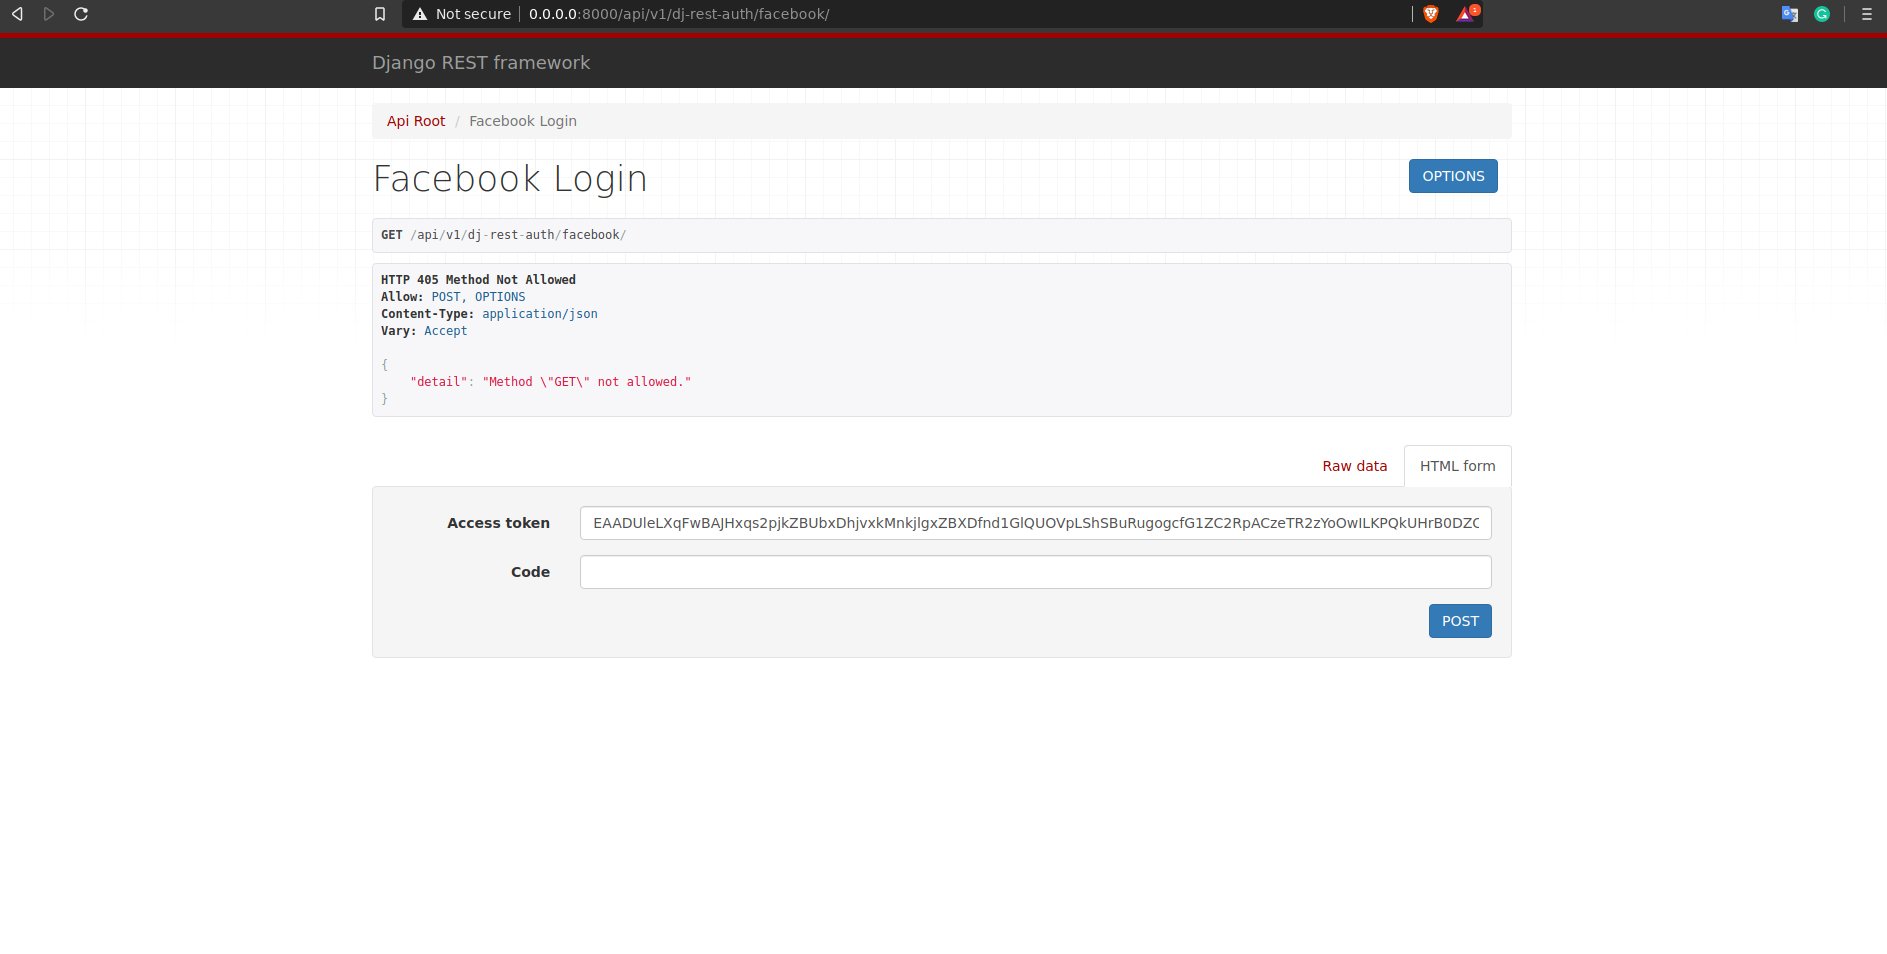 Not secure | 0.0.0.0:8000/api/v1/dj-rest-auth/facebook/
1
Django REST framework
Api Root / Facebook Login
Facebook Login
OPTIONS
GET /api/v1/dj-rest-auth/facebook/
HTTP 405 Method Not Allowed
Allow: POST, OPTIONS
Content-Type: application/json
Vary: Accept
{
"detail": "Method \"GET\" not allowed."
}
Raw data
HTML form
Access token
EAADUleLXqFwBAJHxqs2pjkZBUbxDhjvxkMnkjlgxZBXDfnd1GlQUOVpLShSBuRugogcfG1ZC2RpACzeTR2zYoOwILKPQkUHrB0DZC
Code
POST